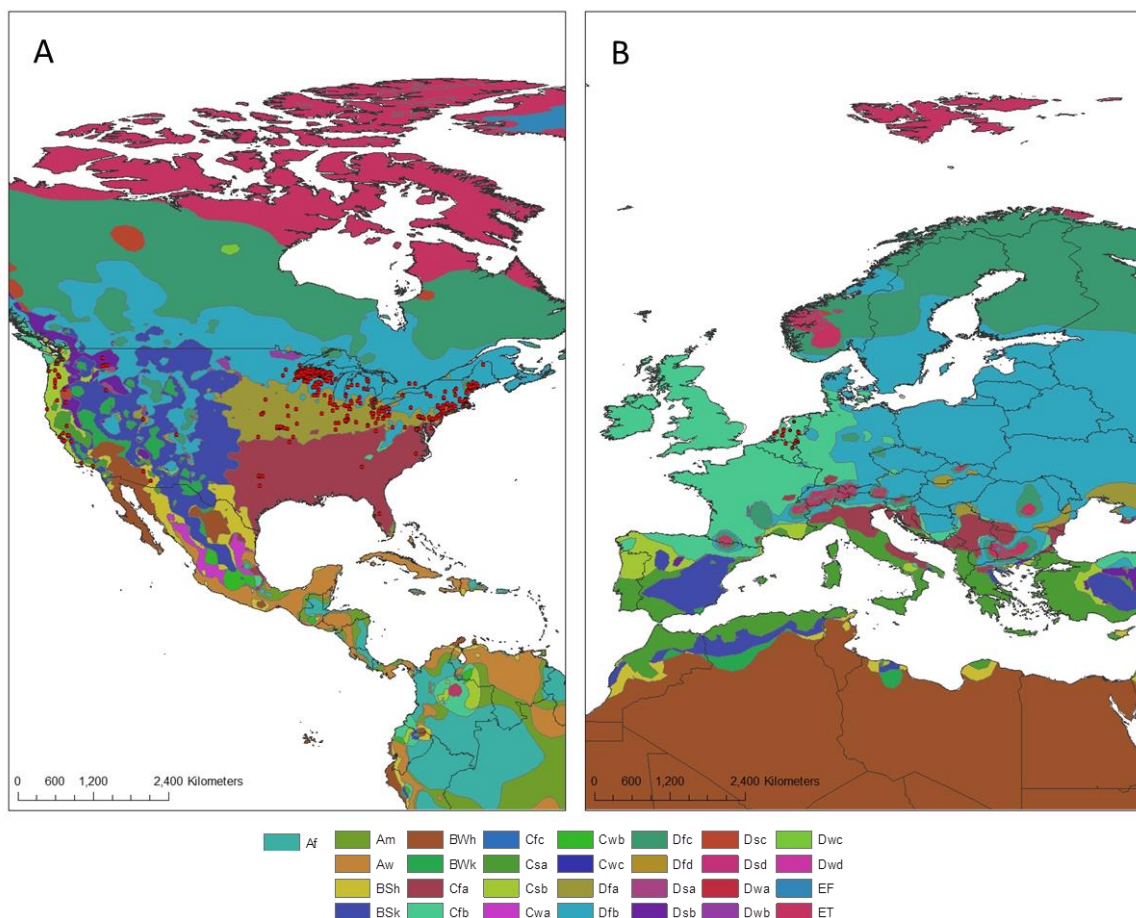 A
B
0 600 1,200 2,400 Kilometers
0 600 1,200 2,400 Kilometers
Af Am BWh Cfc Cwb Dfc Dsc Dwc
Aw BWk Csa Cwc Dfd Dsd Dwd
BSh Cfa Csb Dfa Dsa Dwa EF
BSk Cfb Cwa Dfb Dsb Dwb ET